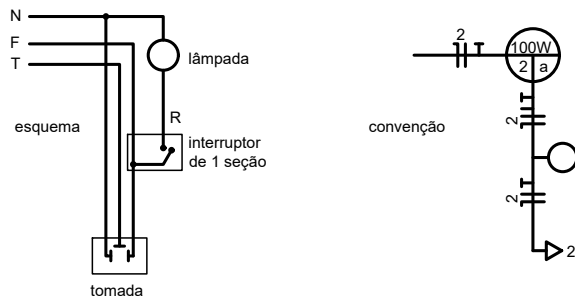 N
F
T
lâmpada
R
esquema
interruptor
de 1 seção
tomada
2
100W
2 a
convenção
2
2
2